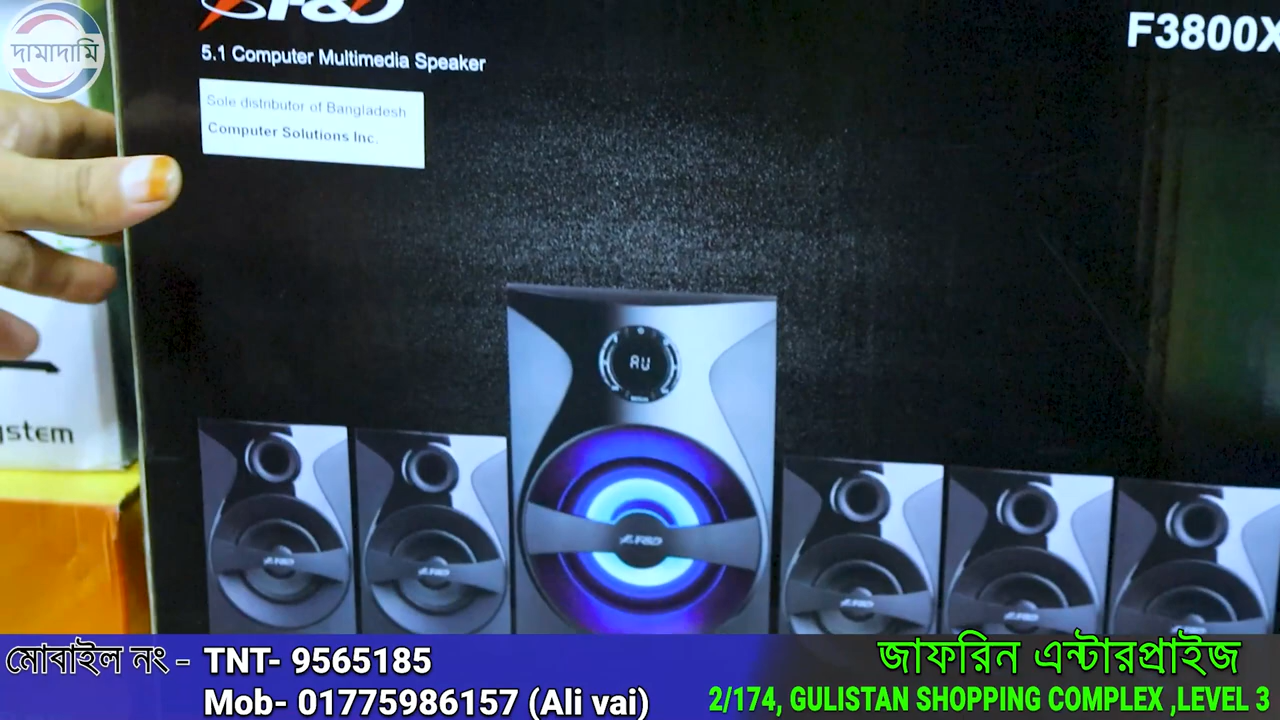 দামাদামি
F&D
F3800X
5.1 Computer Multimedia Speaker
Sole distributor of Bangladesh
Computer Solutions Inc.
AU
F&D
F&D
F&D
F&D
F&D
ystem
মোবাইল নং - TNT- 9565185
Mob- 01775986157 (Ali vai)
জাফরিন এন্টারপ্রাইজ
2/174, GULISTAN SHOPPING COMPLEX ,LEVEL 3